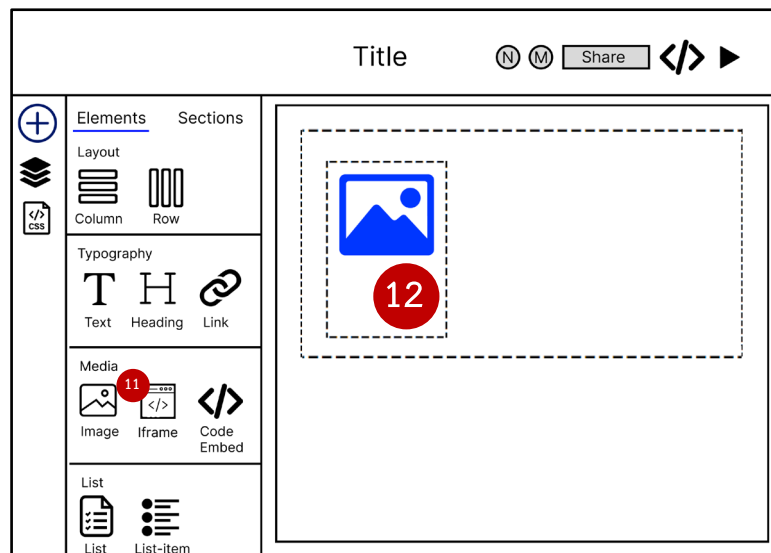 Title
N M Share </>
Elements Sections
Layout
Column Row
</>
CSS
Typography
T H
Text Heading Link
Media
11
</> </>
Image Iframe Code
Embed
12
List
List List-item